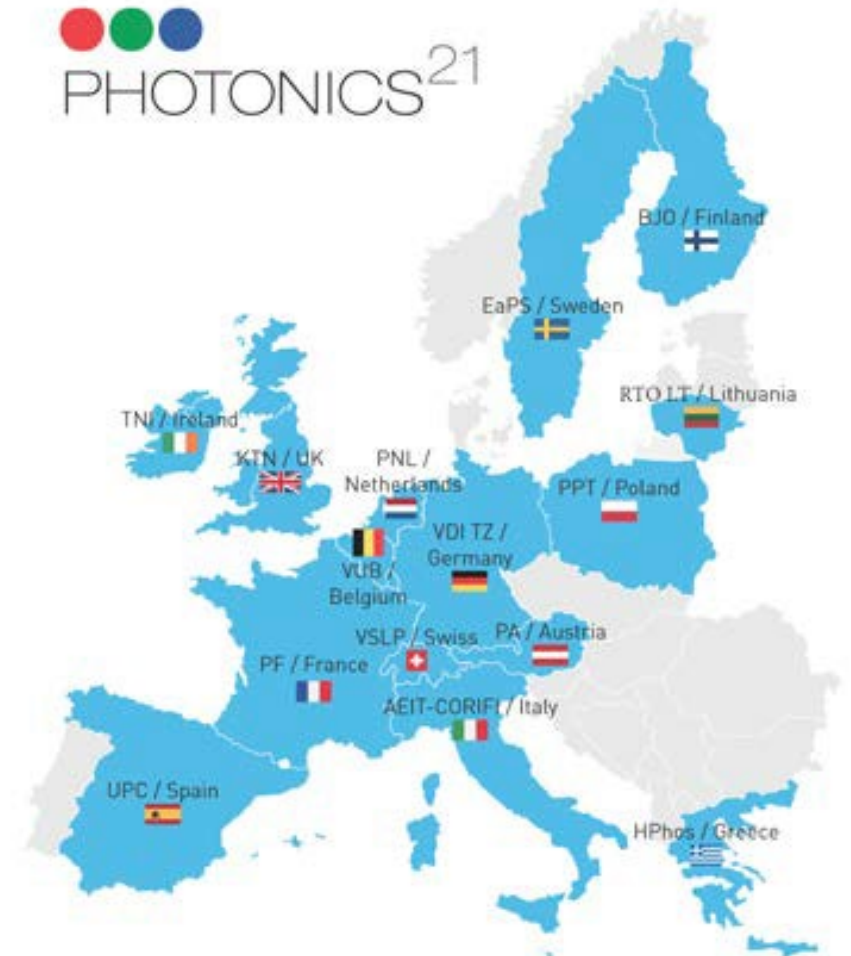 PHOTONICS21
BJO / Finland
EaPS / Sweden
RTO LT / Lithuania
TNI / Ireland
KTN / UK
PNL /
Netherlands
PPT / Poland
VDI TZ /
Germany
VUB /
Belgium
VSLP / Swiss
PA / Austria
PF / France
AEIT-CORIFI / Italy
UPC / Spain
HPhos / Greece